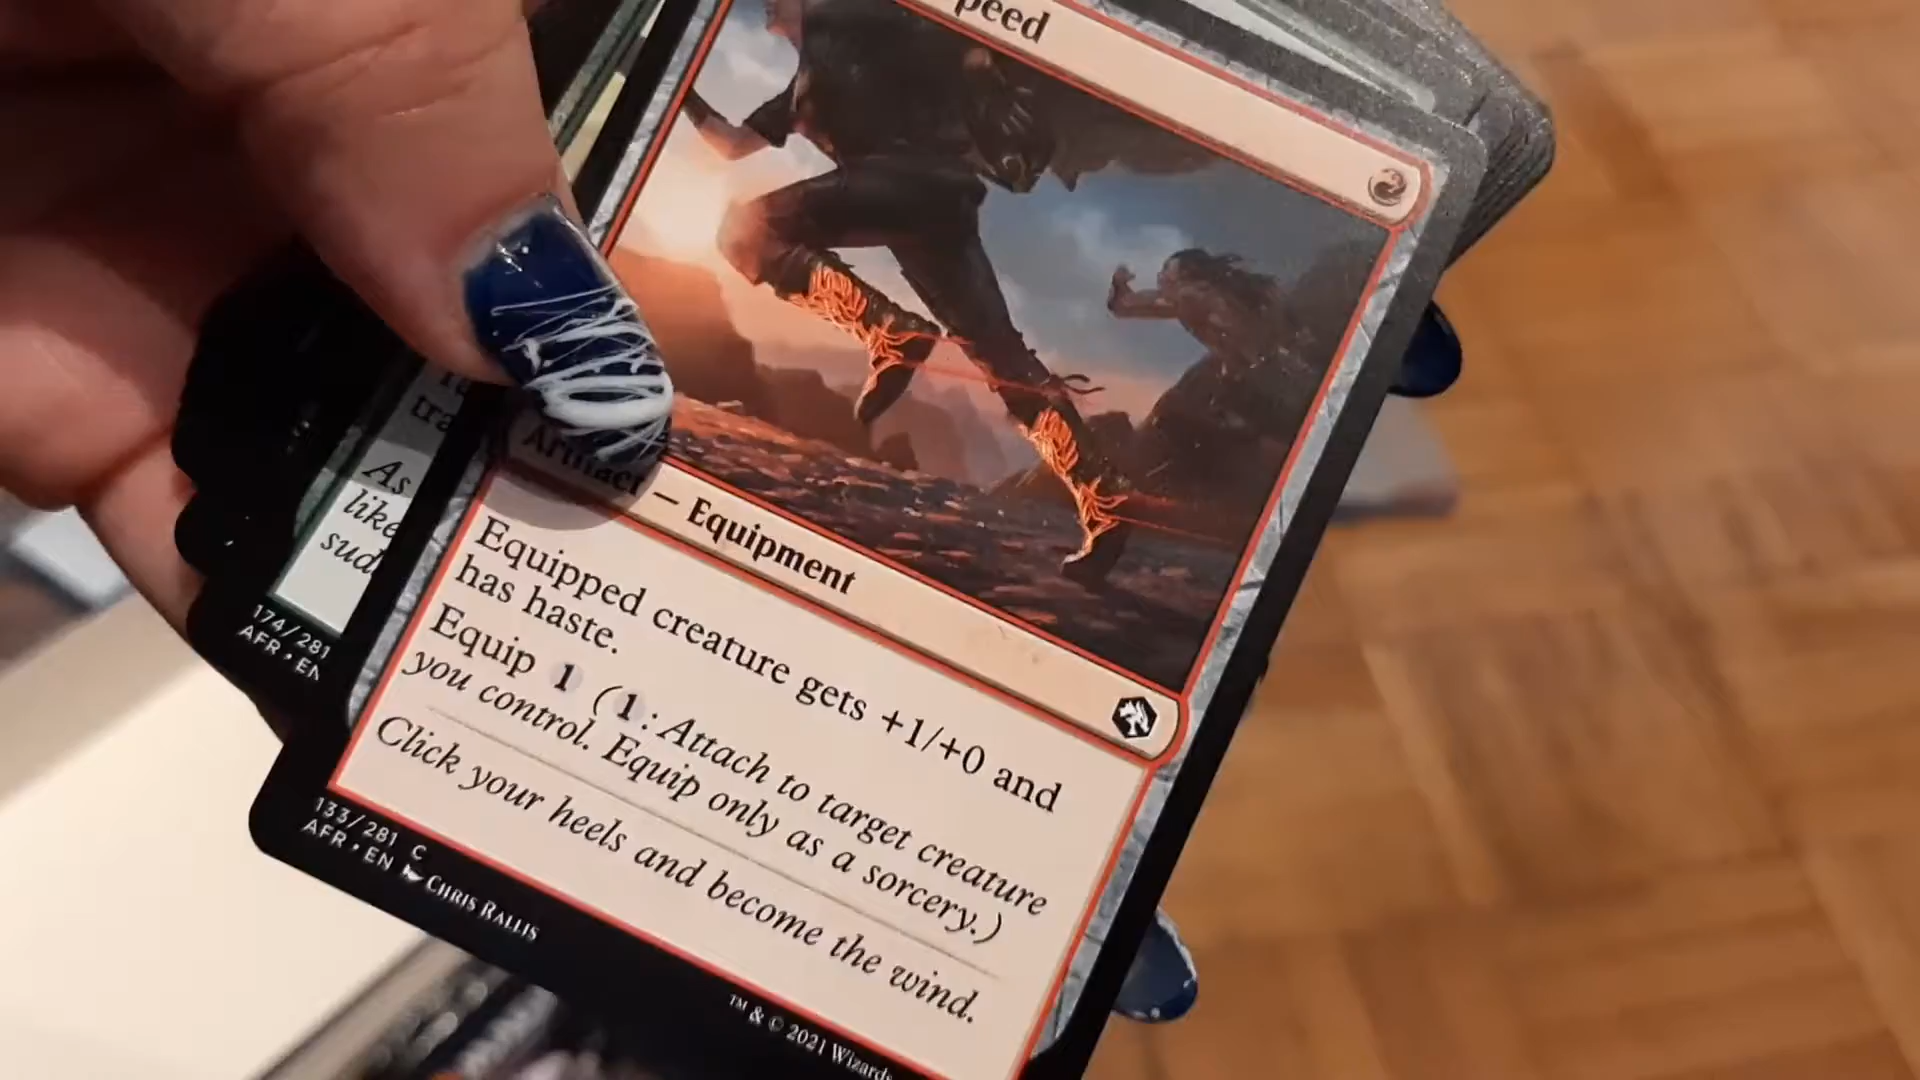 peed
Artifact — Equipment
Equipped creature gets +1/+0 and
has haste.
Equip 1 (1: Attach to target creature
you control. Equip only as a sorcery.)
Click your heels and become the wind.
133/281 C
AFR • EN CHRIS RALLIS
™ & © 2021 Wizards
tra
As
like
sud
174/281
AFR • EN